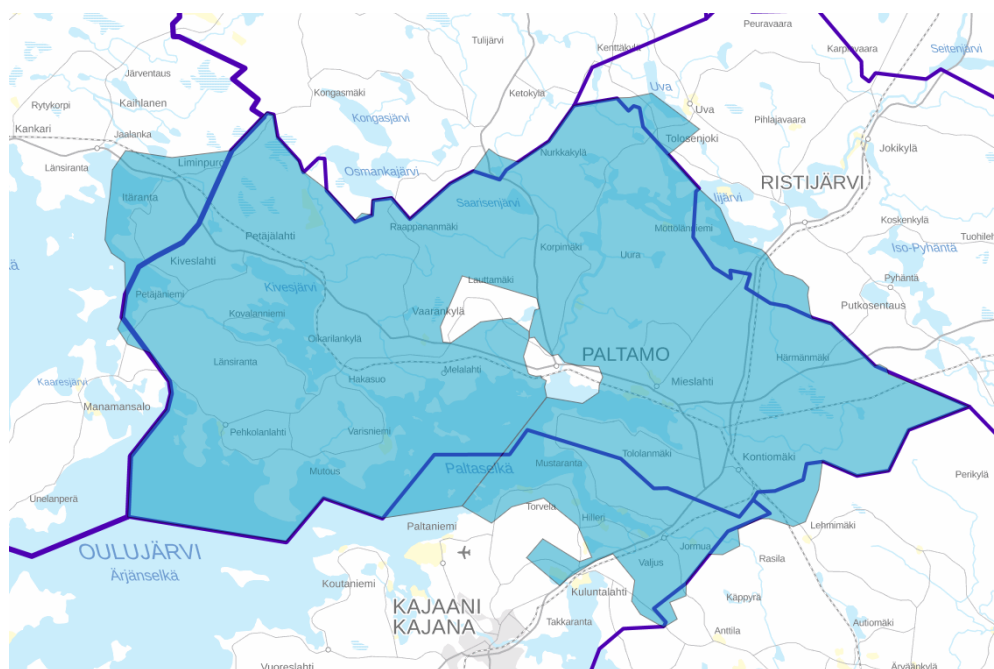 Peuravaara
Tulijärvi
Kenttäkylä
Karpinvaara
Seitenjärvi
Järventaus
Uva
Kongasmäki
Ketokylä
Kaihlanen
Rytykorpi
Uva
Kongasjärvi
Pihlajavaara
Kankari
Jaalanka
Tolosenjoki
Jokikylä
Nurkkakylä
Länsiranta
Liminpuro
Osmankajärvi
RISTIJÄRVI
Itäranta
Iijärvi
Saarisenjärvi
Koskenkylä
Raappananmäki
Möttölänniemi
Petäjälahti
Tuohileh
Korpimäki
Iso-Pyhäntä
Uura
Kiveslahti
Lauttamäki
Pyhäntä
Kivesjärvi
Petäjäniemi
Putkosentaus
Kovalanniemi
Vaarankylä
Oikarilankylä
PALTAMO
Länsiranta
Härmänmäki
Melalahti
Kaaresjärvi
Hakasuo
Mieslahti
Manamansalo
Pehkolanlahti
Varisniemi
Tololanmäki
Kontiomäki
Mustaranta
Mutous
Paltaselkä
Perikylä
Unelanperä
Torvela
Hilleri
Paltaniemi
Lehmimäki
OULUJÄRVI
Jormua
Rasila
Ärjänselkä
Valjus
Koutaniemi
Kuluntalahti
Käppyrä
KAJAANI
KAJANA
Takkaranta
Anttila
Autiomäki
Vuoreslahti
Ärväänkylä